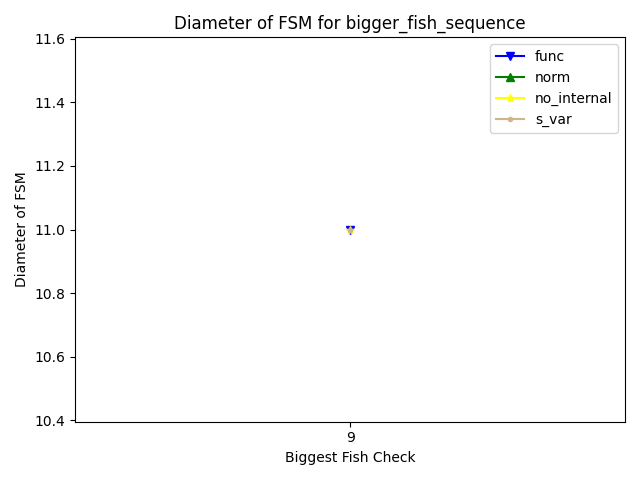 Diameter of FSM for bigger_fish_sequence
11.6
11.4
11.2
11.0
10.8
10.6
10.4
Diameter of FSM
func
norm
no_internal
s_var
9
Biggest Fish Check